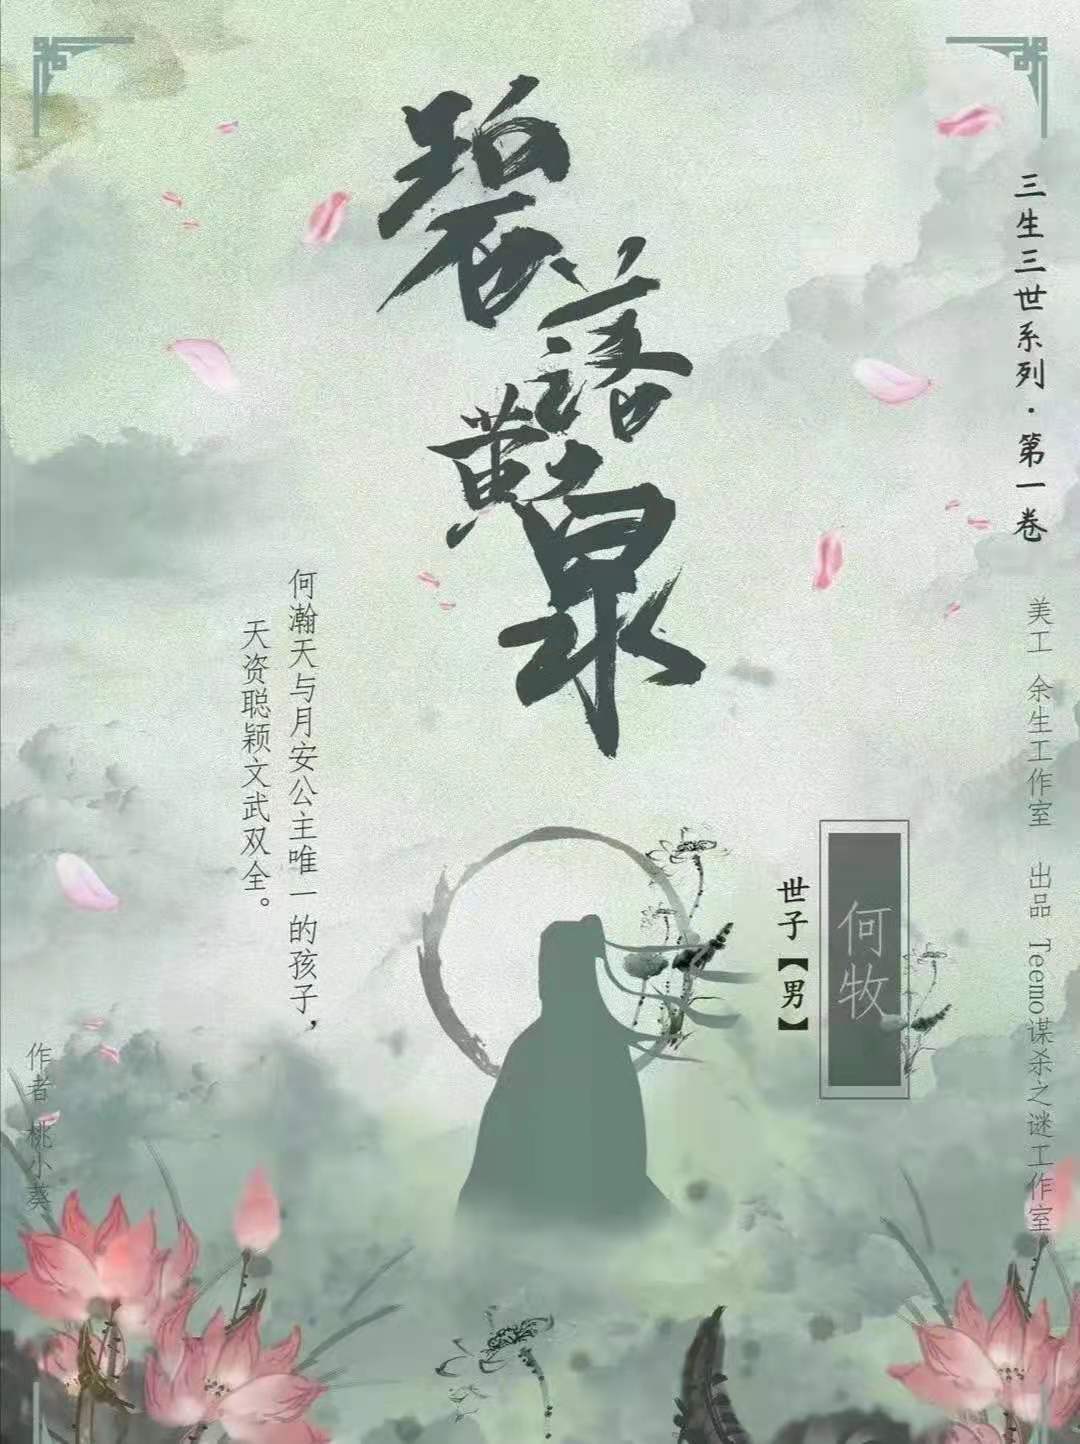 碧落黄泉
三生三世系列·第一卷
美工 余生工作室 出品 Teemo谋杀之谜工作室
何牧
世子【男】
何瀚天与月安公主唯一的孩子，
天资聪颖文武双全。
作者 桃小葵